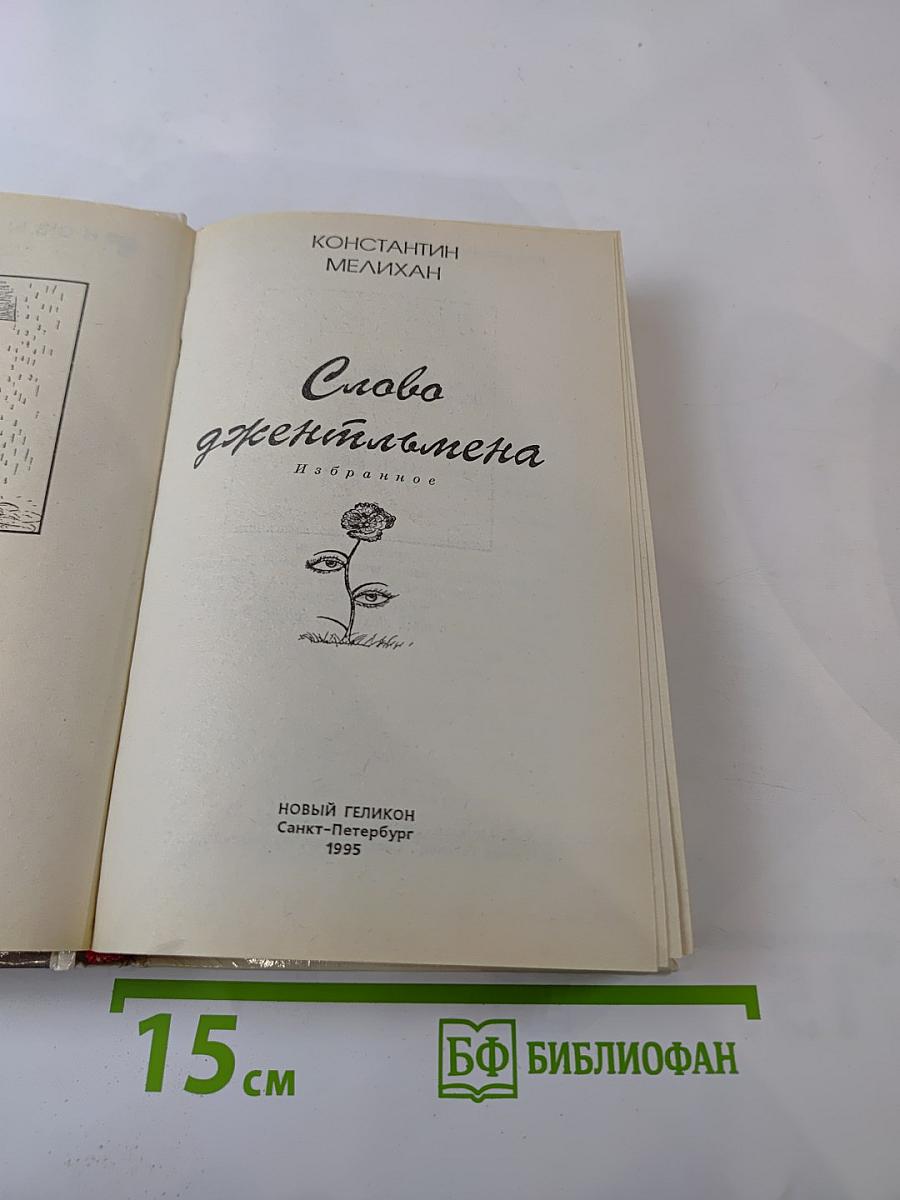 КОНСТАНТИН
МЕЛИХАН
Слово
джентльмена
Избранное
НОВЫЙ ГЕЛИКОН
Санкт-Петербург
1995
15 см
БФ БИБЛИОФАН